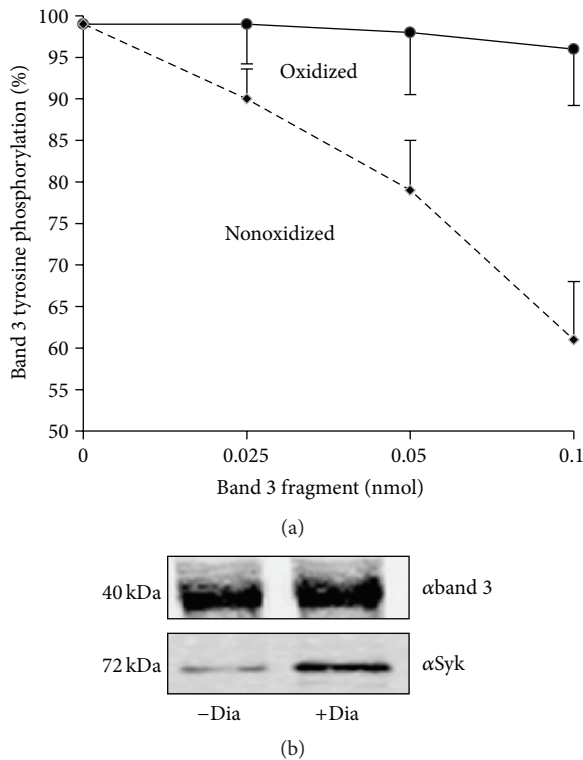 100
95
90
85
80
75
70
65
60
55
50
Band 3 tyrosine phosphorylation (%)
Oxidized
Nonoxidized
0
0.025
0.05
0.1
Band 3 fragment (nmol)
(a)
40 kDa
αband 3
72 kDa
αSyk
−Dia
+Dia
(b)